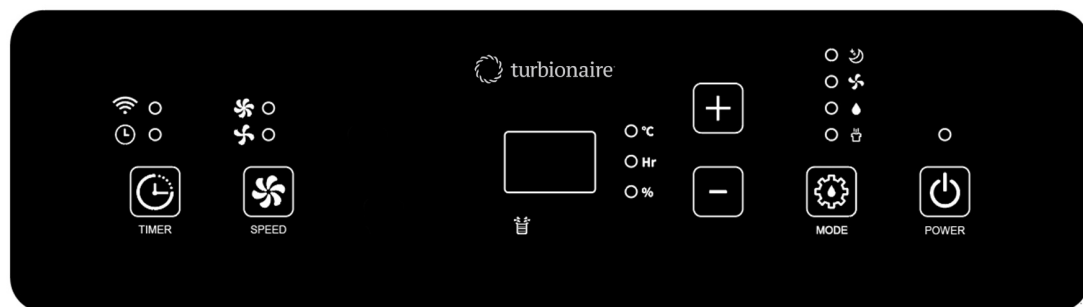 turbionaire
°C
Hr
%
TIMER
SPEED
MODE
POWER